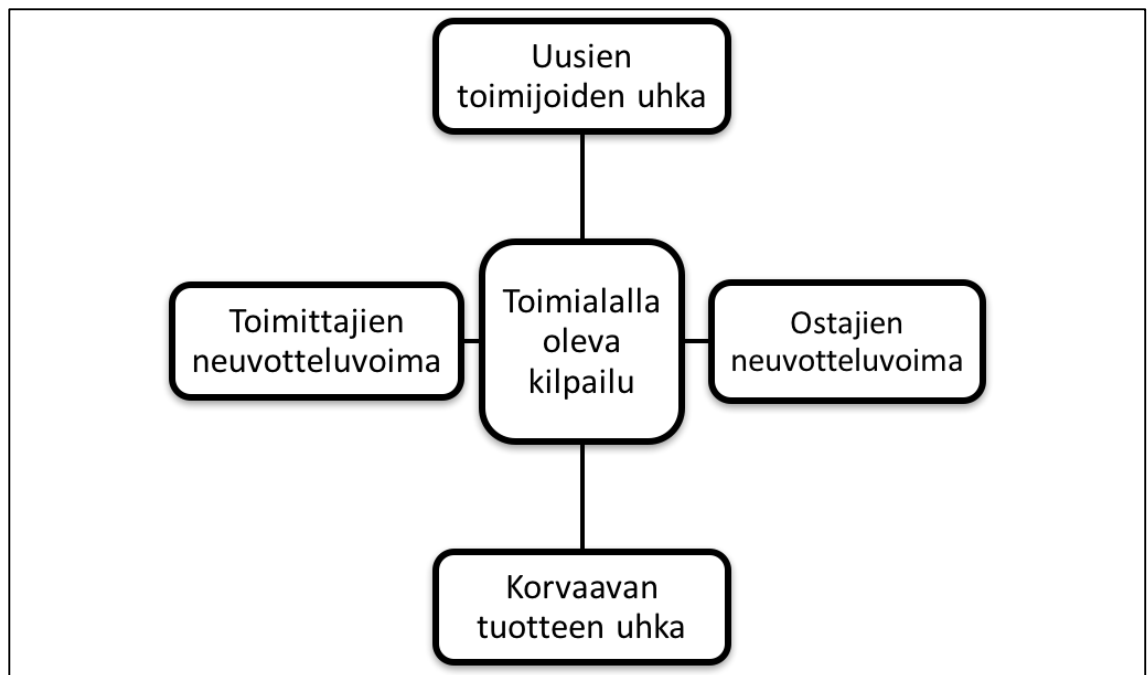 Uusien
toimijoiden uhka
Toimittajien
neuvotteluvoima
Toimialalla
oleva
kilpailu
Ostajien
neuvotteluvoima
Korvaavan
tuotteen uhka